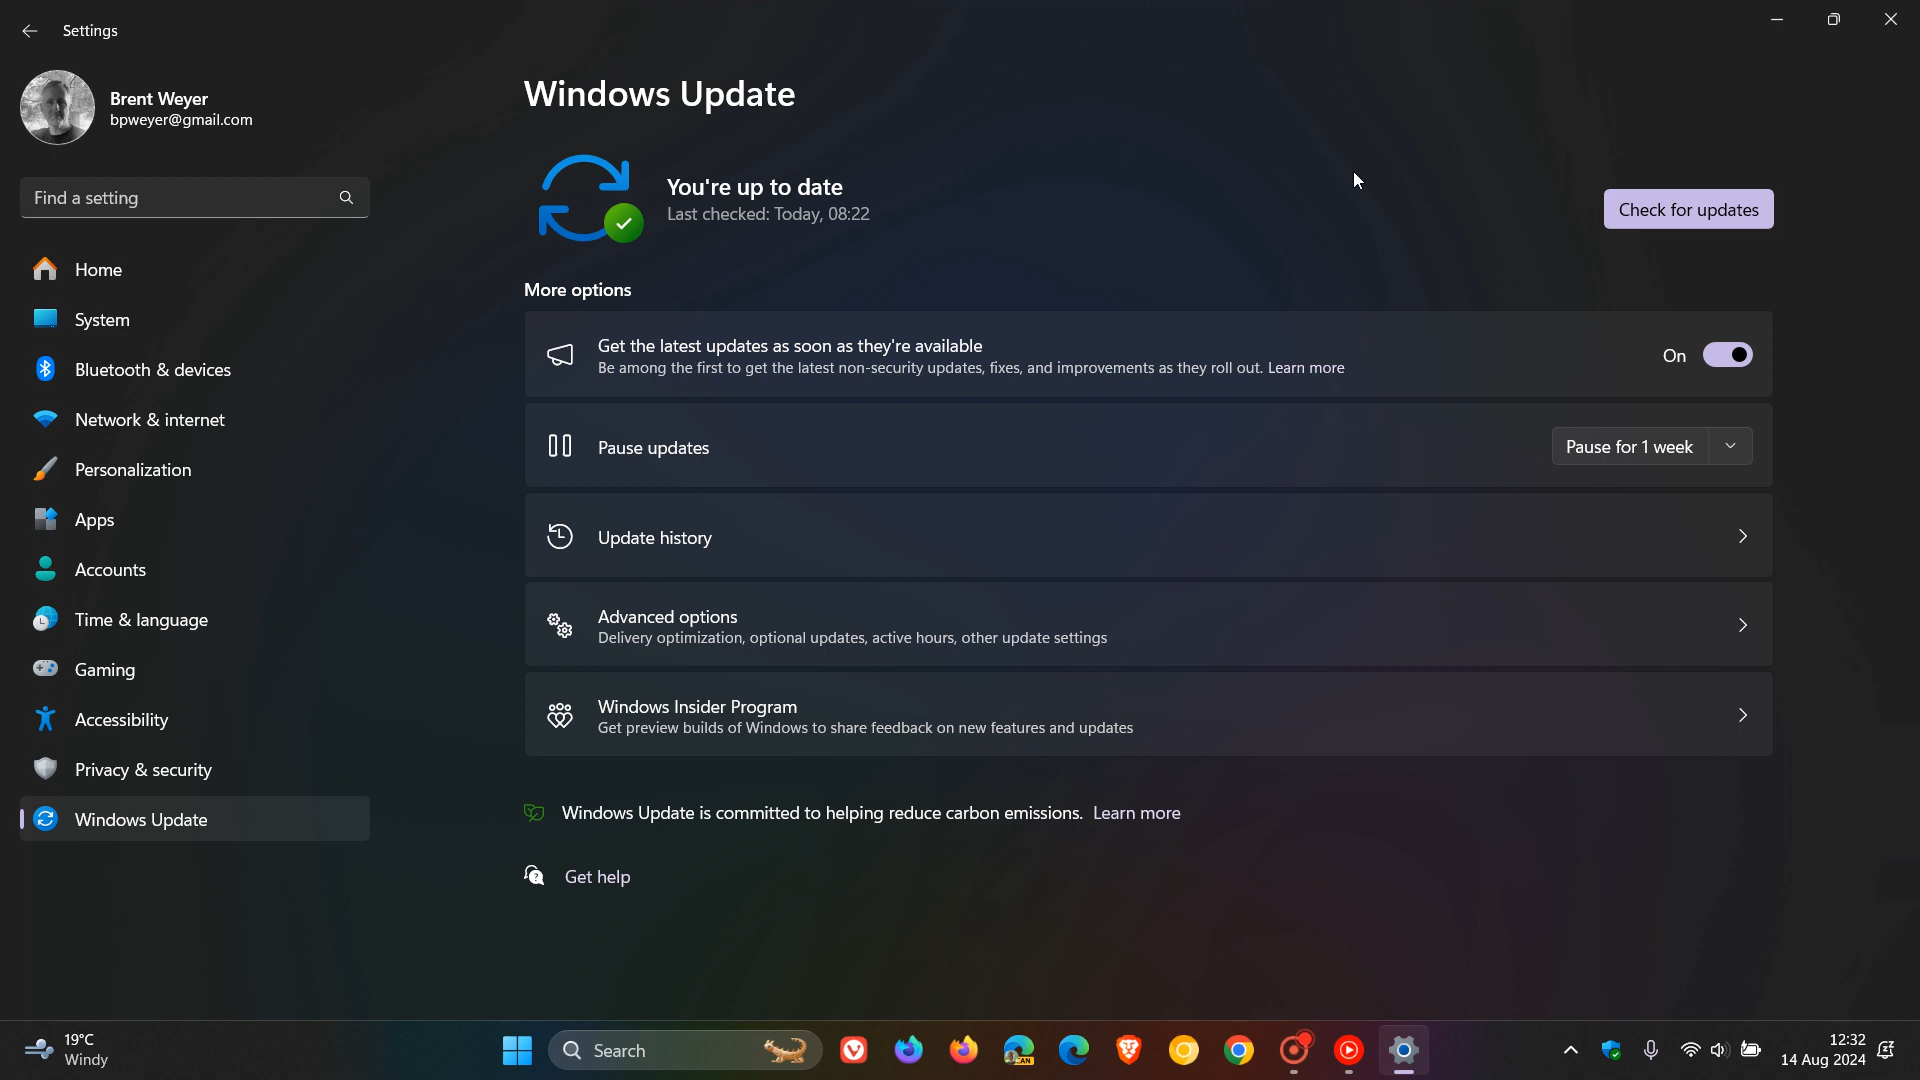 Settings
Brent Weyer
bpweyer@gmail.com
Find a setting
Home
System
Bluetooth & devices
Network & internet
Personalization
Apps
Accounts
Time & language
Gaming
Accessibility
Privacy & security
Windows Update
Windows Update
You're up to date
Last checked: Today, 08:22
Check for updates
More options
Get the latest updates as soon as they're available
Be among the first to get the latest non-security updates, fixes, and improvements as they roll out. Learn more
On
Pause updates
Pause for 1 week
Update history
Advanced options
Delivery optimization, optional updates, active hours, other update settings
Windows Insider Program
Get preview builds of Windows to share feedback on new features and updates
Windows Update is committed to helping reduce carbon emissions. Learn more
Get help
19°C
Windy
Search
CAN
12:32
14 Aug 2024